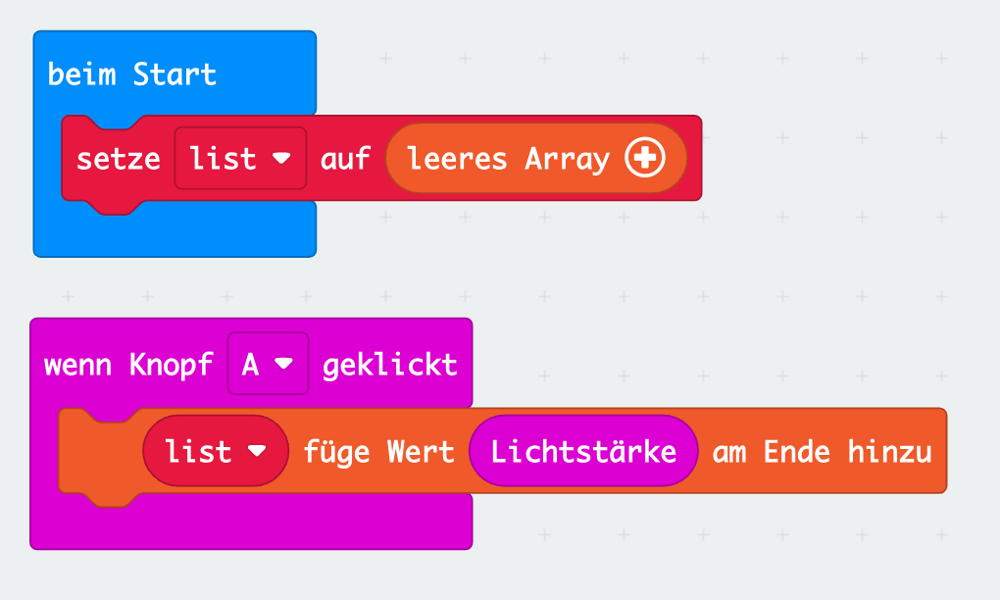 beim Start
setze list auf leeres Array
wenn Knopf A geklickt
list füge Wert Lichtstärke am Ende hinzu